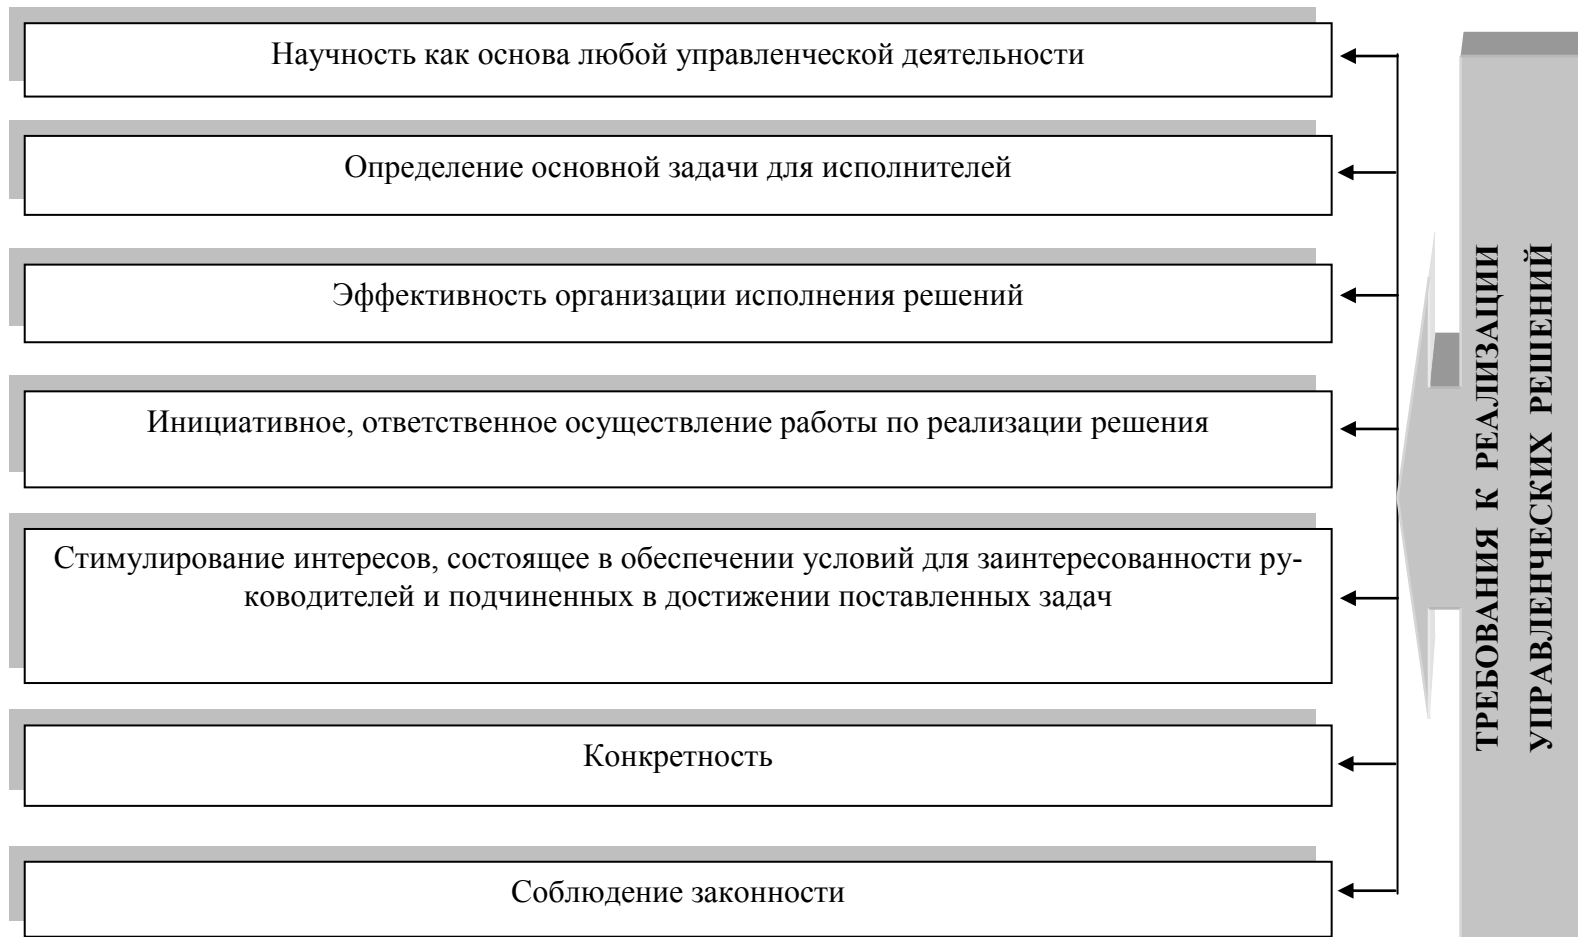 Научность как основа любой управленческой деятельности
Определение основной задачи для исполнителей
Эффективность организации исполнения решений
Инициативное, ответственное осуществление работы по реализации решения
Стимулирование интересов, состоящее в обеспечении условий для заинтересованности ру-
ководителей и подчиненных в достижении поставленных задач
Конкретность
Соблюдение законности
ТРЕБОВАНИЯ К РЕАЛИЗАЦИИ
УПРАВЛЕНЧЕСКИХ РЕШЕНИЙ